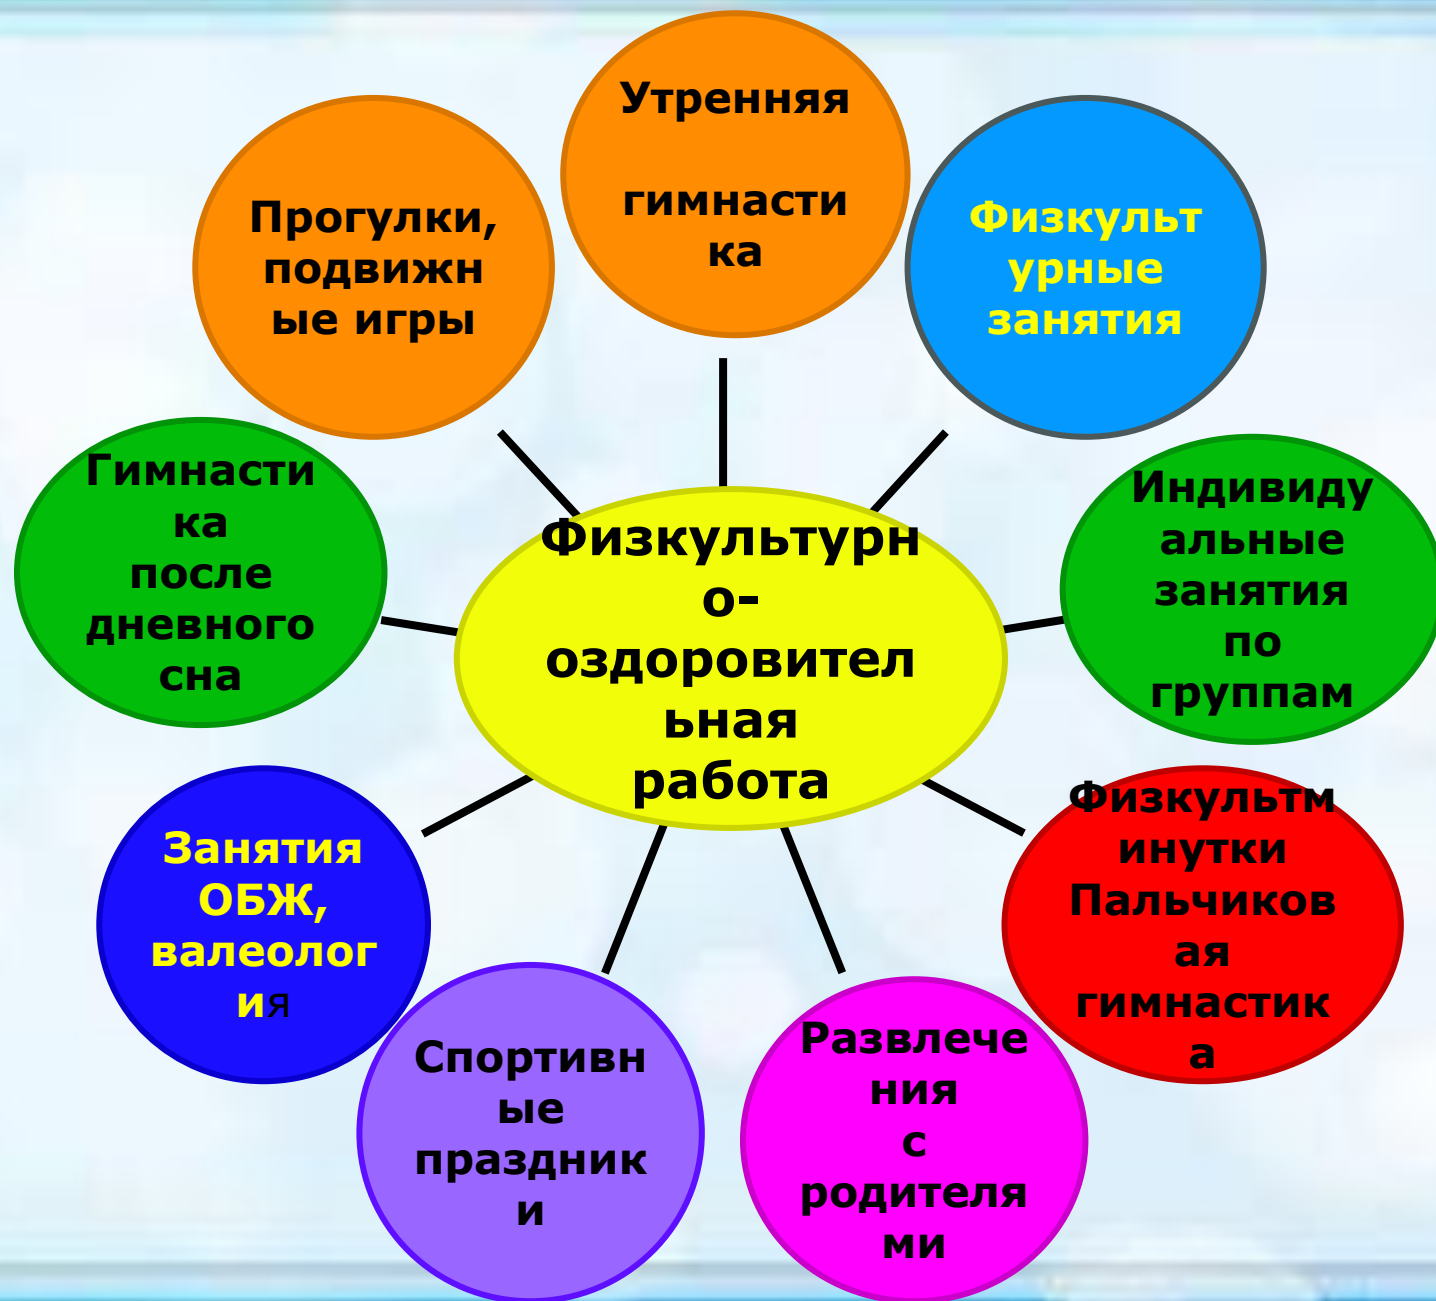 Утренняя
гимнасти
ка
Прогулки,
подвижн
ые игры
Физкульт
урные
занятия
Гимнасти
ка
после
дневного
сна
Индивиду
альные
занятия
по
группам
Физкультурн
о-
оздоровител
ьная
работа
Занятия
ОБЖ,
валеолог
ия
Физкультм
инутки
Пальчиков
ая
гимнастик
а
Спортивн
ые
праздник
и
Развлече
ния
с
родителя
ми